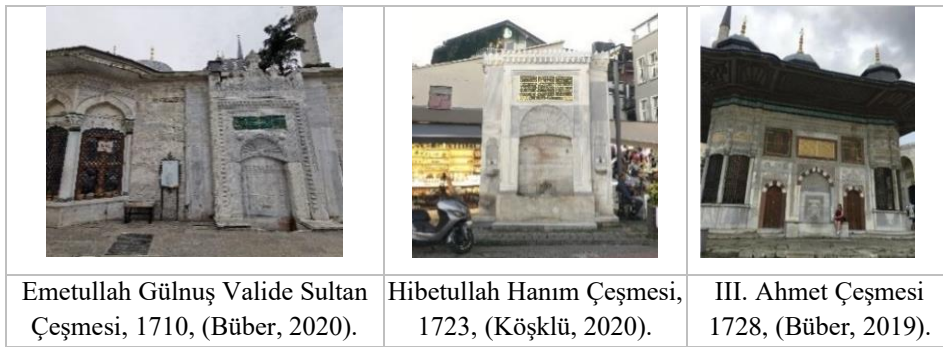 Emetullah Gülnuş Valide Sultan
Çeşmesi, 1710, (Büber, 2020).
Hibetullah Hanım Çeşmesi,
1723, (Köşklü, 2020).
III. Ahmet Çeşmesi
1728, (Büber, 2019).